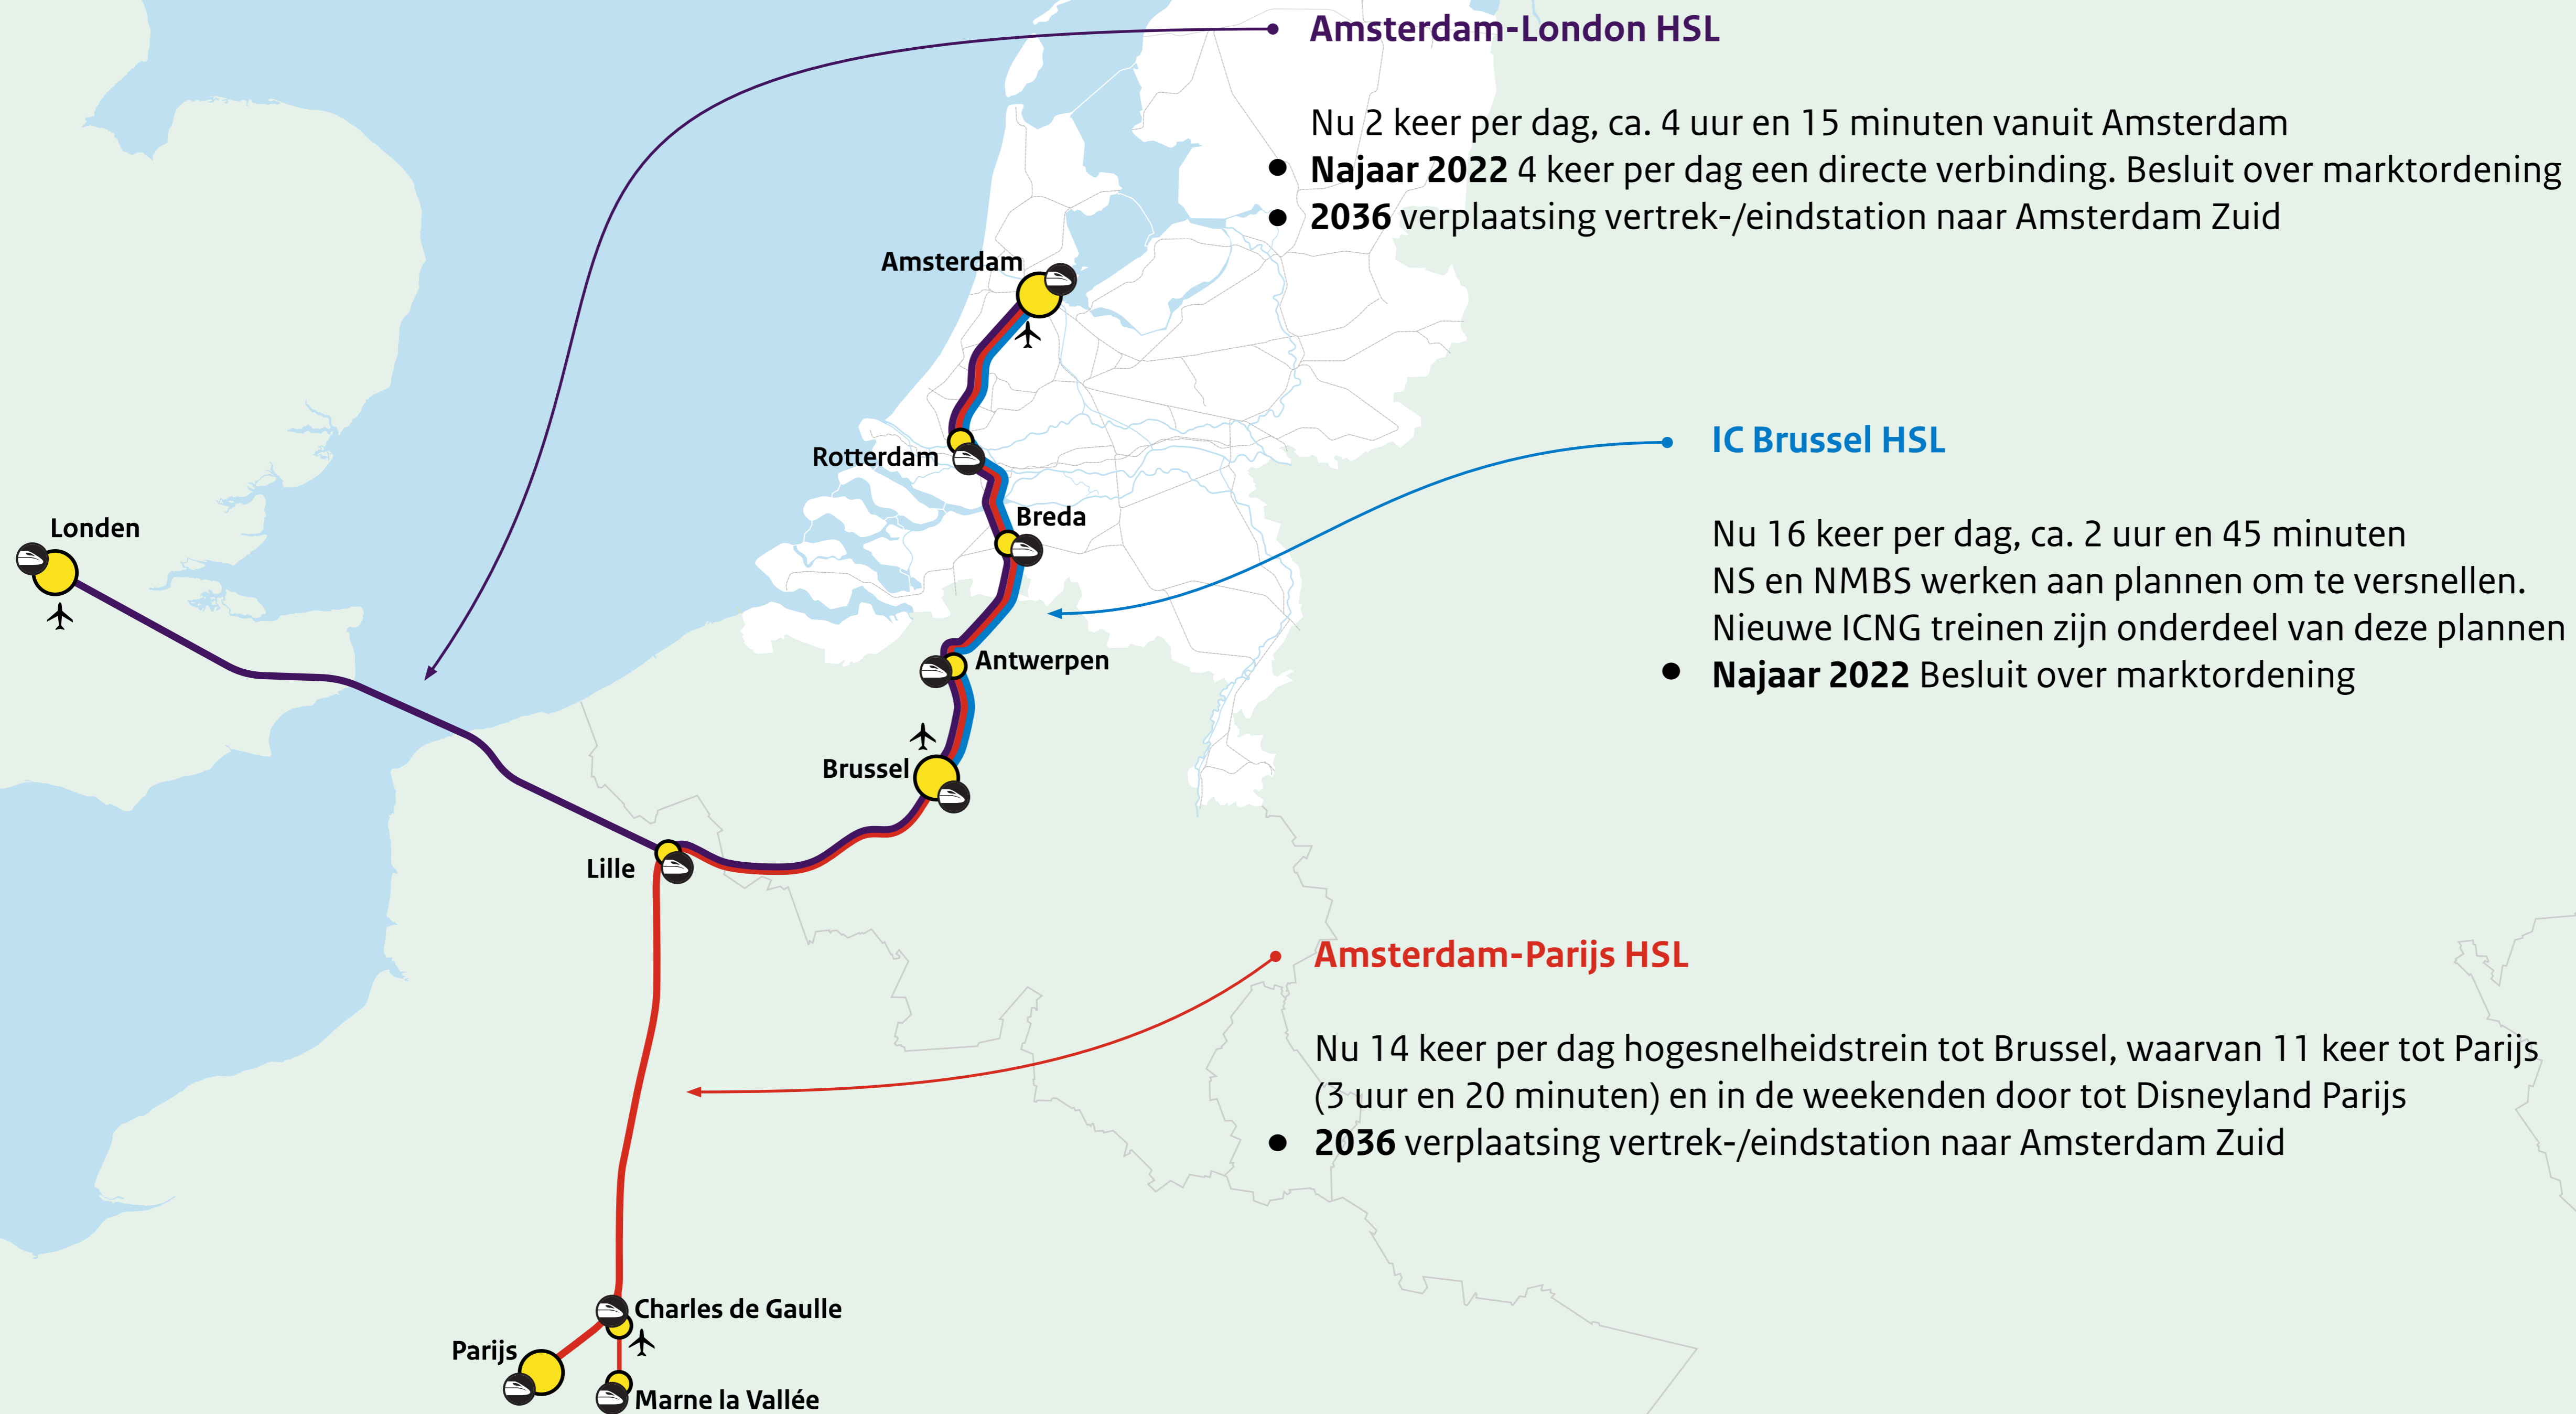 Amsterdam-London HSL
Nu 2 keer per dag, ca. 4 uur en 15 minuten vanuit Amsterdam
Najaar 2022 4 keer per dag een directe verbinding. Besluit over marktordening
2036 verplaatsing vertrek-/eindstation naar Amsterdam Zuid
Amsterdam
Rotterdam
IC Brussel HSL
Breda
Londen
Nu 16 keer per dag, ca. 2 uur en 45 minuten
NS en NMBS werken aan plannen om te versnellen.
Nieuwe ICNG treinen zijn onderdeel van deze plannen
Najaar 2022 Besluit over marktordening
Antwerpen
Brussel
Lille
Amsterdam-Parijs HSL
Nu 14 keer per dag hogesnelheidstrein tot Brussel, waarvan 11 keer tot Parijs
(3 uur en 20 minuten) en in de weekenden door tot Disneyland Parijs
2036 verplaatsing vertrek-/eindstation naar Amsterdam Zuid
Charles de Gaulle
Parijs
Marne la Vallée